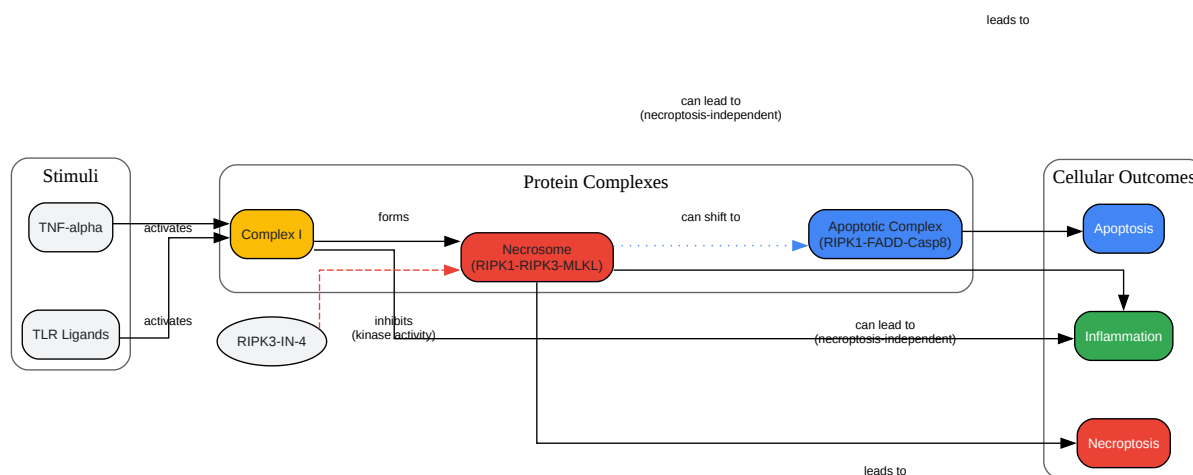 leads to
can lead to
(necroptosis-independent)
Stimuli
Protein Complexes
Cellular Outcomes
TNF-alpha
activates
Complex I
forms
can shift to
Apoptotic Complex
(RIPK1-FADD-Casp8)
Apoptosis
Necrosome
(RIPK1-RIPK3-MLKL)
TLR Ligands
activates
RIPK3-IN-4
inhibits
(kinase activity)
can lead to
(necroptosis-independent)
Inflammation
Necroptosis
leads to